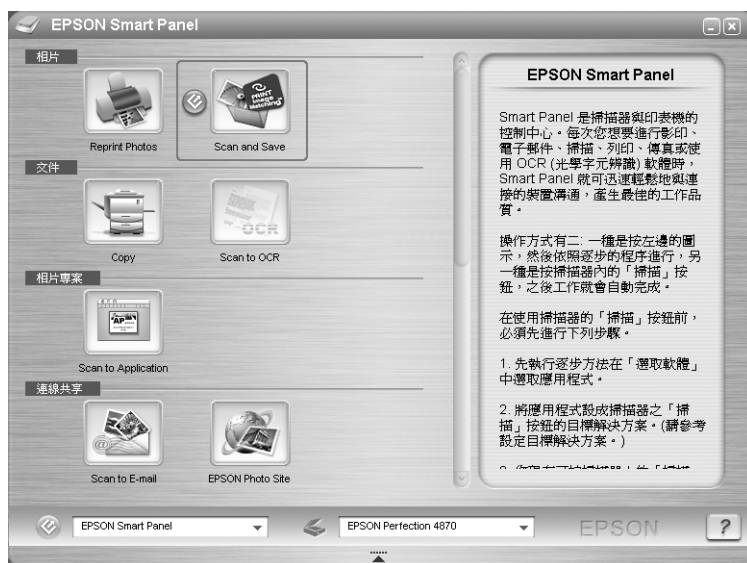 EPSON Smart Panel
相片
PRINT
Image
Matching
Reprint Photos
Scan and Save
文件
OCR
Copy
Scan to OCR
相片專案
AP
Scan to Application
連線共享
Scan to E-mail
EPSON Photo Site
EPSON Smart Panel
Smart Panel 是掃描器與印表機的
控制中心。每次您想要進行影印、
電子郵件、掃描、列印、傳真或使
用 OCR (光學字元辨識) 軟體時,
Smart Panel 就可迅速輕鬆地與連
接的裝置溝通,產生最佳的工作品
質。
操作方式有二: 一種是按左邊的圖
示,然後依照逐步的程序進行,另
一種是按掃描器內的「掃描」按
鈕,之後工作就會自動完成。
在使用掃描器的「掃描」按鈕前,
必須先進行下列步驟。
1. 先執行逐步方法在「選取軟體」
中選取應用程式。
2. 將應用程式設成掃描器之「掃
描」按鈕的目標解決方案。(請參考
設定目標解決方案。)
EPSON Smart Panel
EPSON Perfection 4870
EPSON
?